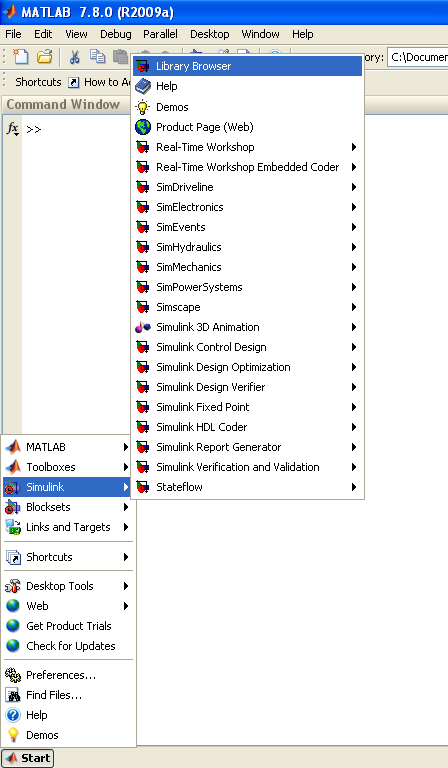 MATLAB 7.8.0 (R2009a)
File Edit View Debug Parallel Desktop Window Help
ory: C:\Docume
Shortcuts How to A
Command Window
fx >>
Library Browser
Help
Demos
Product Page (Web)
Real-Time Workshop
Real-Time Workshop Embedded Coder
SimDriveline
SimElectronics
SimEvents
SimHydraulics
SimMechanics
SimPowerSystems
Simscape
Simulink 3D Animation
Simulink Control Design
Simulink Design Optimization
Simulink Design Verifier
Simulink Fixed Point
Simulink HDL Coder
Simulink Report Generator
Simulink Verification and Validation
Stateflow
MATLAB
Toolboxes
Simulink
Blocksets
Links and Targets
Shortcuts
Desktop Tools
Web
Get Product Trials
Check for Updates
Preferences...
Find Files...
Help
Demos
Start